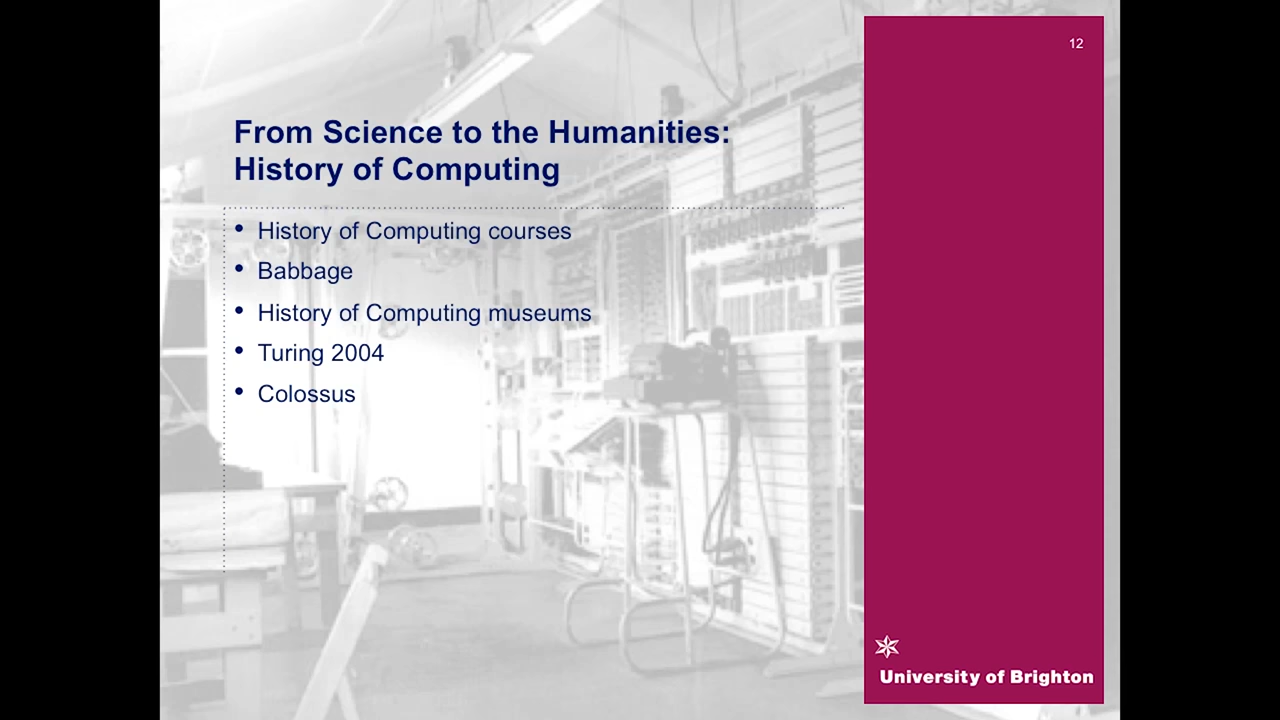 12
From Science to the Humanities:
History of Computing
• History of Computing courses
• Babbage
• History of Computing museums
• Turing 2004
• Colossus
University of Brighton